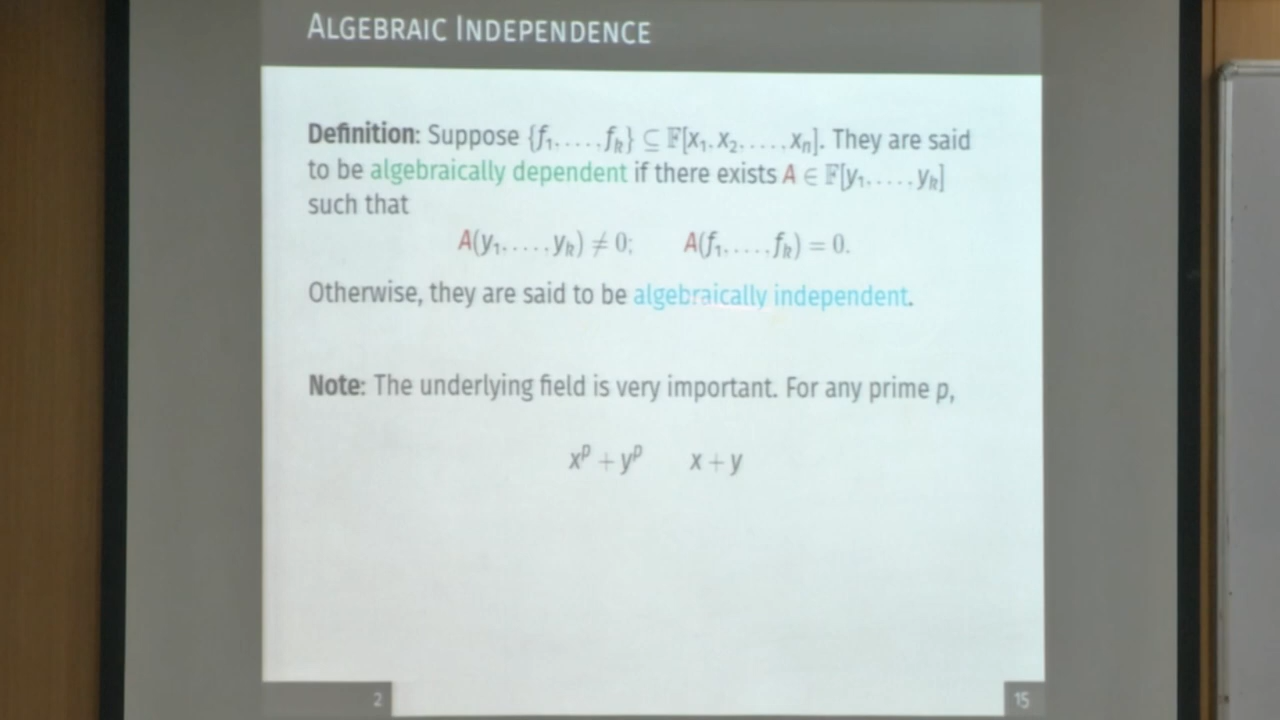 ALGEBRAIC INDEPENDENCE
Definition: Suppose {f₁, . . . , fₖ} ⊆ 𝔽[x₁, x₂, . . . , xₙ]. They are said
to be algebraically dependent if there exists A ∈ 𝔽[y₁, . . . , yₖ]
such that
A(y₁, . . . , yₖ) ≠ 0; A(f₁, . . . , fₖ) = 0.
Otherwise, they are said to be algebraically independent.
Note: The underlying field is very important. For any prime p,
xᵖ + yᵖ x + y
2 15